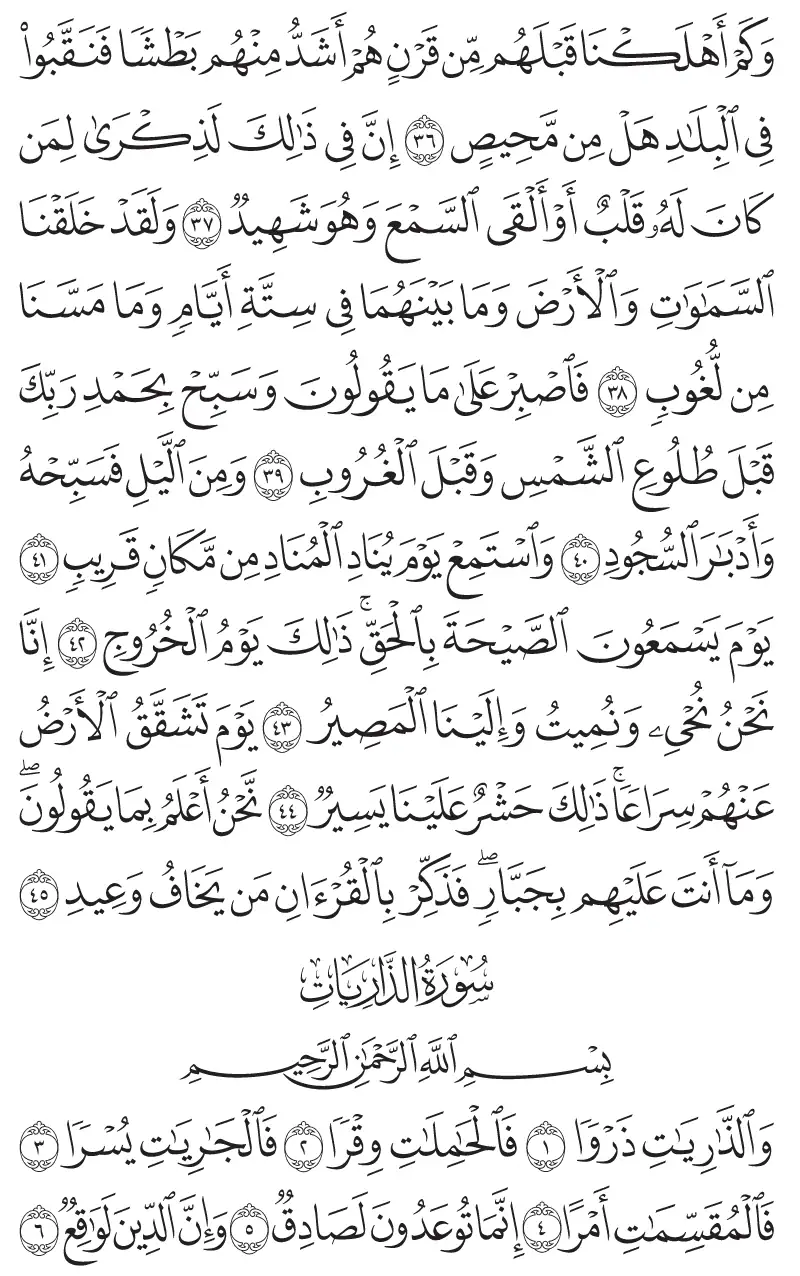 وَكَمۡ أَهۡلَكۡنَا قَبۡلَهُم مِّن قَرۡنٍ هُمۡ أَشَدُّ مِنۡهُم بَطۡشٗا فَنَقَّبُواْ
فِي ٱلۡبِلَٰدِ هَلۡ مِن مَّحِيصٍ ٣٦ إِنَّ فِي ذَٰلِكَ لَذِكۡرَىٰ لِمَن
كَانَ لَهُۥ قَلۡبٌ أَوۡ أَلۡقَى ٱلسَّمۡعَ وَهُوَ شَهِيدٞ ٣٧ وَلَقَدۡ خَلَقۡنَا
ٱلسَّمَٰوَٰتِ وَٱلۡأَرۡضَ وَمَا بَيۡنَهُمَا فِي سِتَّةِ أَيَّامٖ وَمَا مَسَّنَا
مِن لُّغُوبٖ ٣٨ فَٱصۡبِرۡ عَلَىٰ مَا يَقُولُونَ وَسَبِّحۡ بِحَمۡدِ رَبِّكَ
قَبۡلَ طُلُوعِ ٱلشَّمۡسِ وَقَبۡلَ ٱلۡغُرُوبِ ٣٩ وَمِنَ ٱلَّيۡلِ فَسَبِّحۡهُ
وَأَدۡبَٰرَ ٱلسُّجُودِ ٤٠ وَٱسۡتَمِعۡ يَوۡمَ يُنَادِ ٱلۡمُنَادِ مِن مَّكَانٖ قَرِيبٖ ٤١
يَوۡمَ يَسۡمَعُونَ ٱلصَّيۡحَةَ بِٱلۡحَقِّۚ ذَٰلِكَ يَوۡمُ ٱلۡخُرُوجِ ٤٢ إِنَّا
نَحۡنُ نُحۡيِۦ وَنُمِيتُ وَإِلَيۡنَا ٱلۡمَصِيرُ ٤٣ يَوۡمَ تَشَقَّقُ ٱلۡأَرۡضُ
عَنۡهُمۡ سِرَاعٗاۚ ذَٰلِكَ حَشۡرٌ عَلَيۡنَا يَسِيرٞ ٤٤ نَّحۡنُ أَعۡلَمُ بِمَا يَقُولُونَۖ
وَمَآ أَنتَ عَلَيۡهِم بِجَبَّارٖۖ فَذَكِّرۡ بِٱلۡقُرۡءَانِ مَن يَخَافُ وَعِيدِ ٤٥
سُورَةُ الذَّارِيَاتِ
بِسۡمِ ٱللَّهِ ٱلرَّحۡمَٰنِ ٱلرَّحِيمِ
وَٱلذَّٰرِيَٰتِ ذَرۡوٗا ١ فَٱلۡحَٰمِلَٰتِ وِقۡرٗا ٢ فَٱلۡجَٰرِيَٰتِ يُسۡرٗا ٣
فَٱلۡمُقَسِّمَٰتِ أَمۡرًا ٤ إِنَّمَا تُوعَدُونَ لَصَادِقٞ ٥ وَإِنَّ ٱلدِّينَ لَوَٰقِعٞ ٦